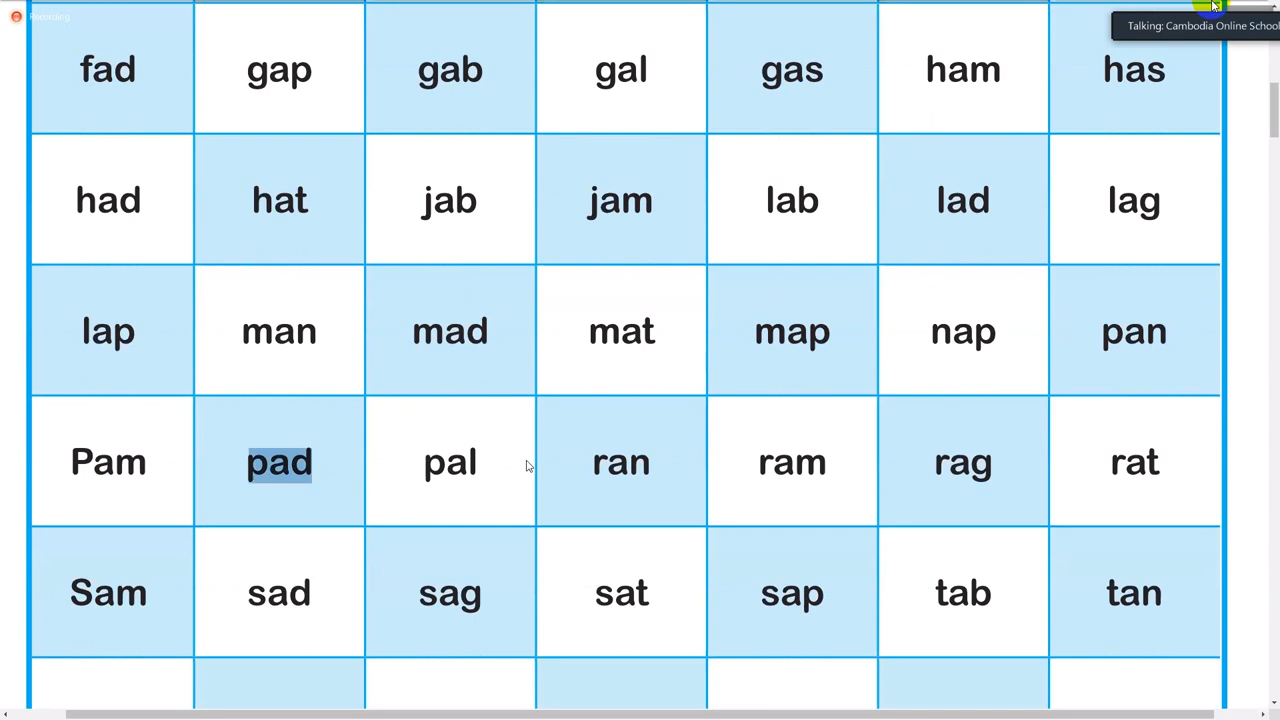 Recording
Talking: Cambodia Online School
fad gap gab gal gas ham has
had hat jab jam lab lad lag
lap man mad mat map nap pan
Pam pad pal ran ram rag rat
Sam sad sag sat sap tab tan